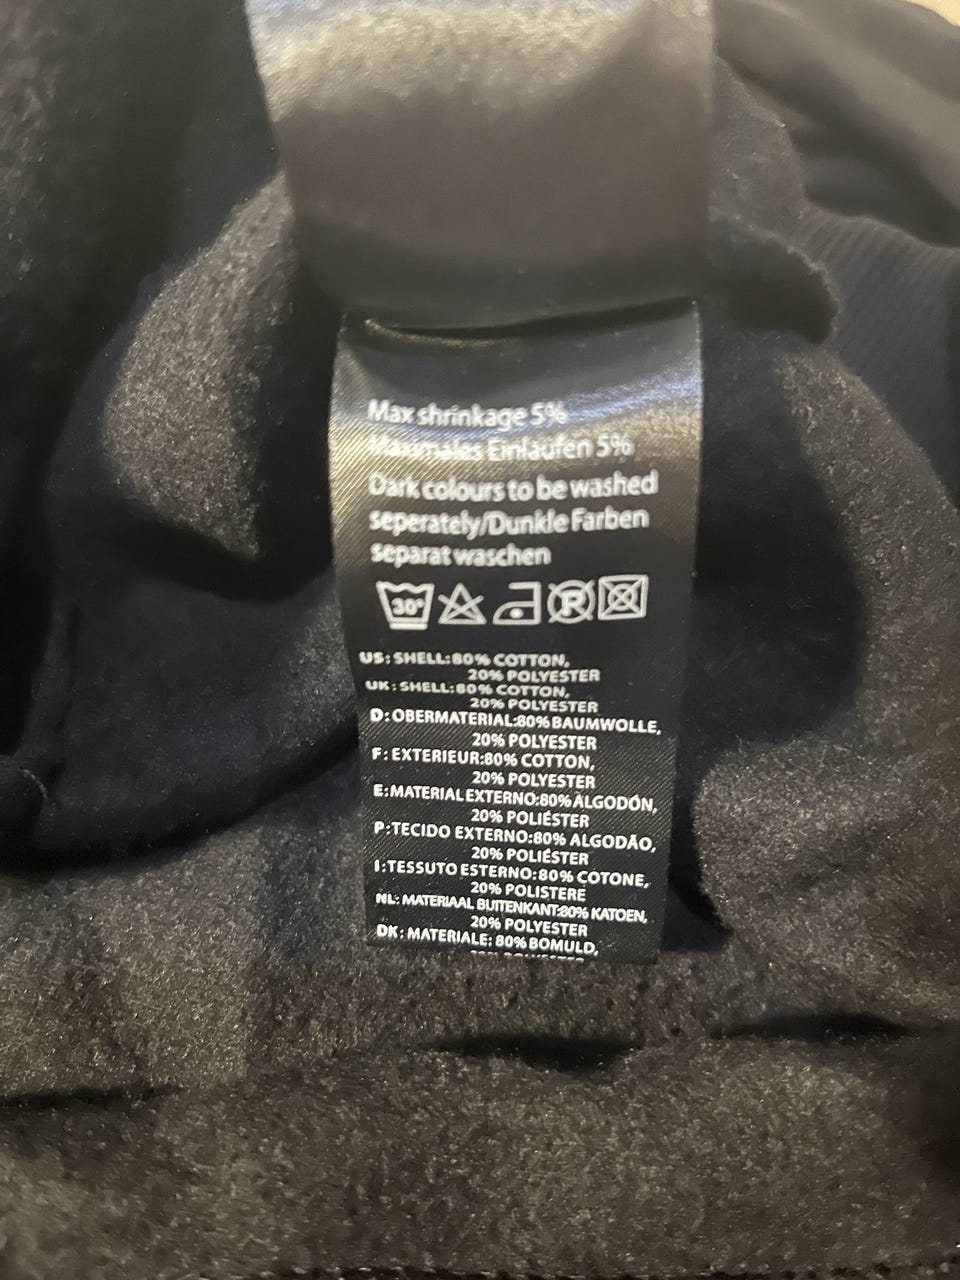 Max shrinkage 5%
Maximales Einlaufen 5%
Dark colours to be washed
seperately/Dunkle Farben
separat waschen
30°
R
US: SHELL:80% COTTON,
20% POLYESTER
UK: SHELL:80% COTTON,
20% POLYESTER
D: OBERMATERIAL:80% BAUMWOLLE,
20% POLYESTER
F: EXTERIEUR:80% COTTON,
20% POLYESTER
E: MATERIAL EXTERNO:80% ALGODÓN,
20% POLIÉSTER
P: TECIDO EXTERNO:80% ALGODÃO,
20% POLIÉSTER
I: TESSUTO ESTERNO:80% COTONE,
20% POLISTERE
NL: MATERIAAL BUITENKANT:80% KATOEN,
20% POLYESTER
DK: MATERIALE: 80% BOMULD,